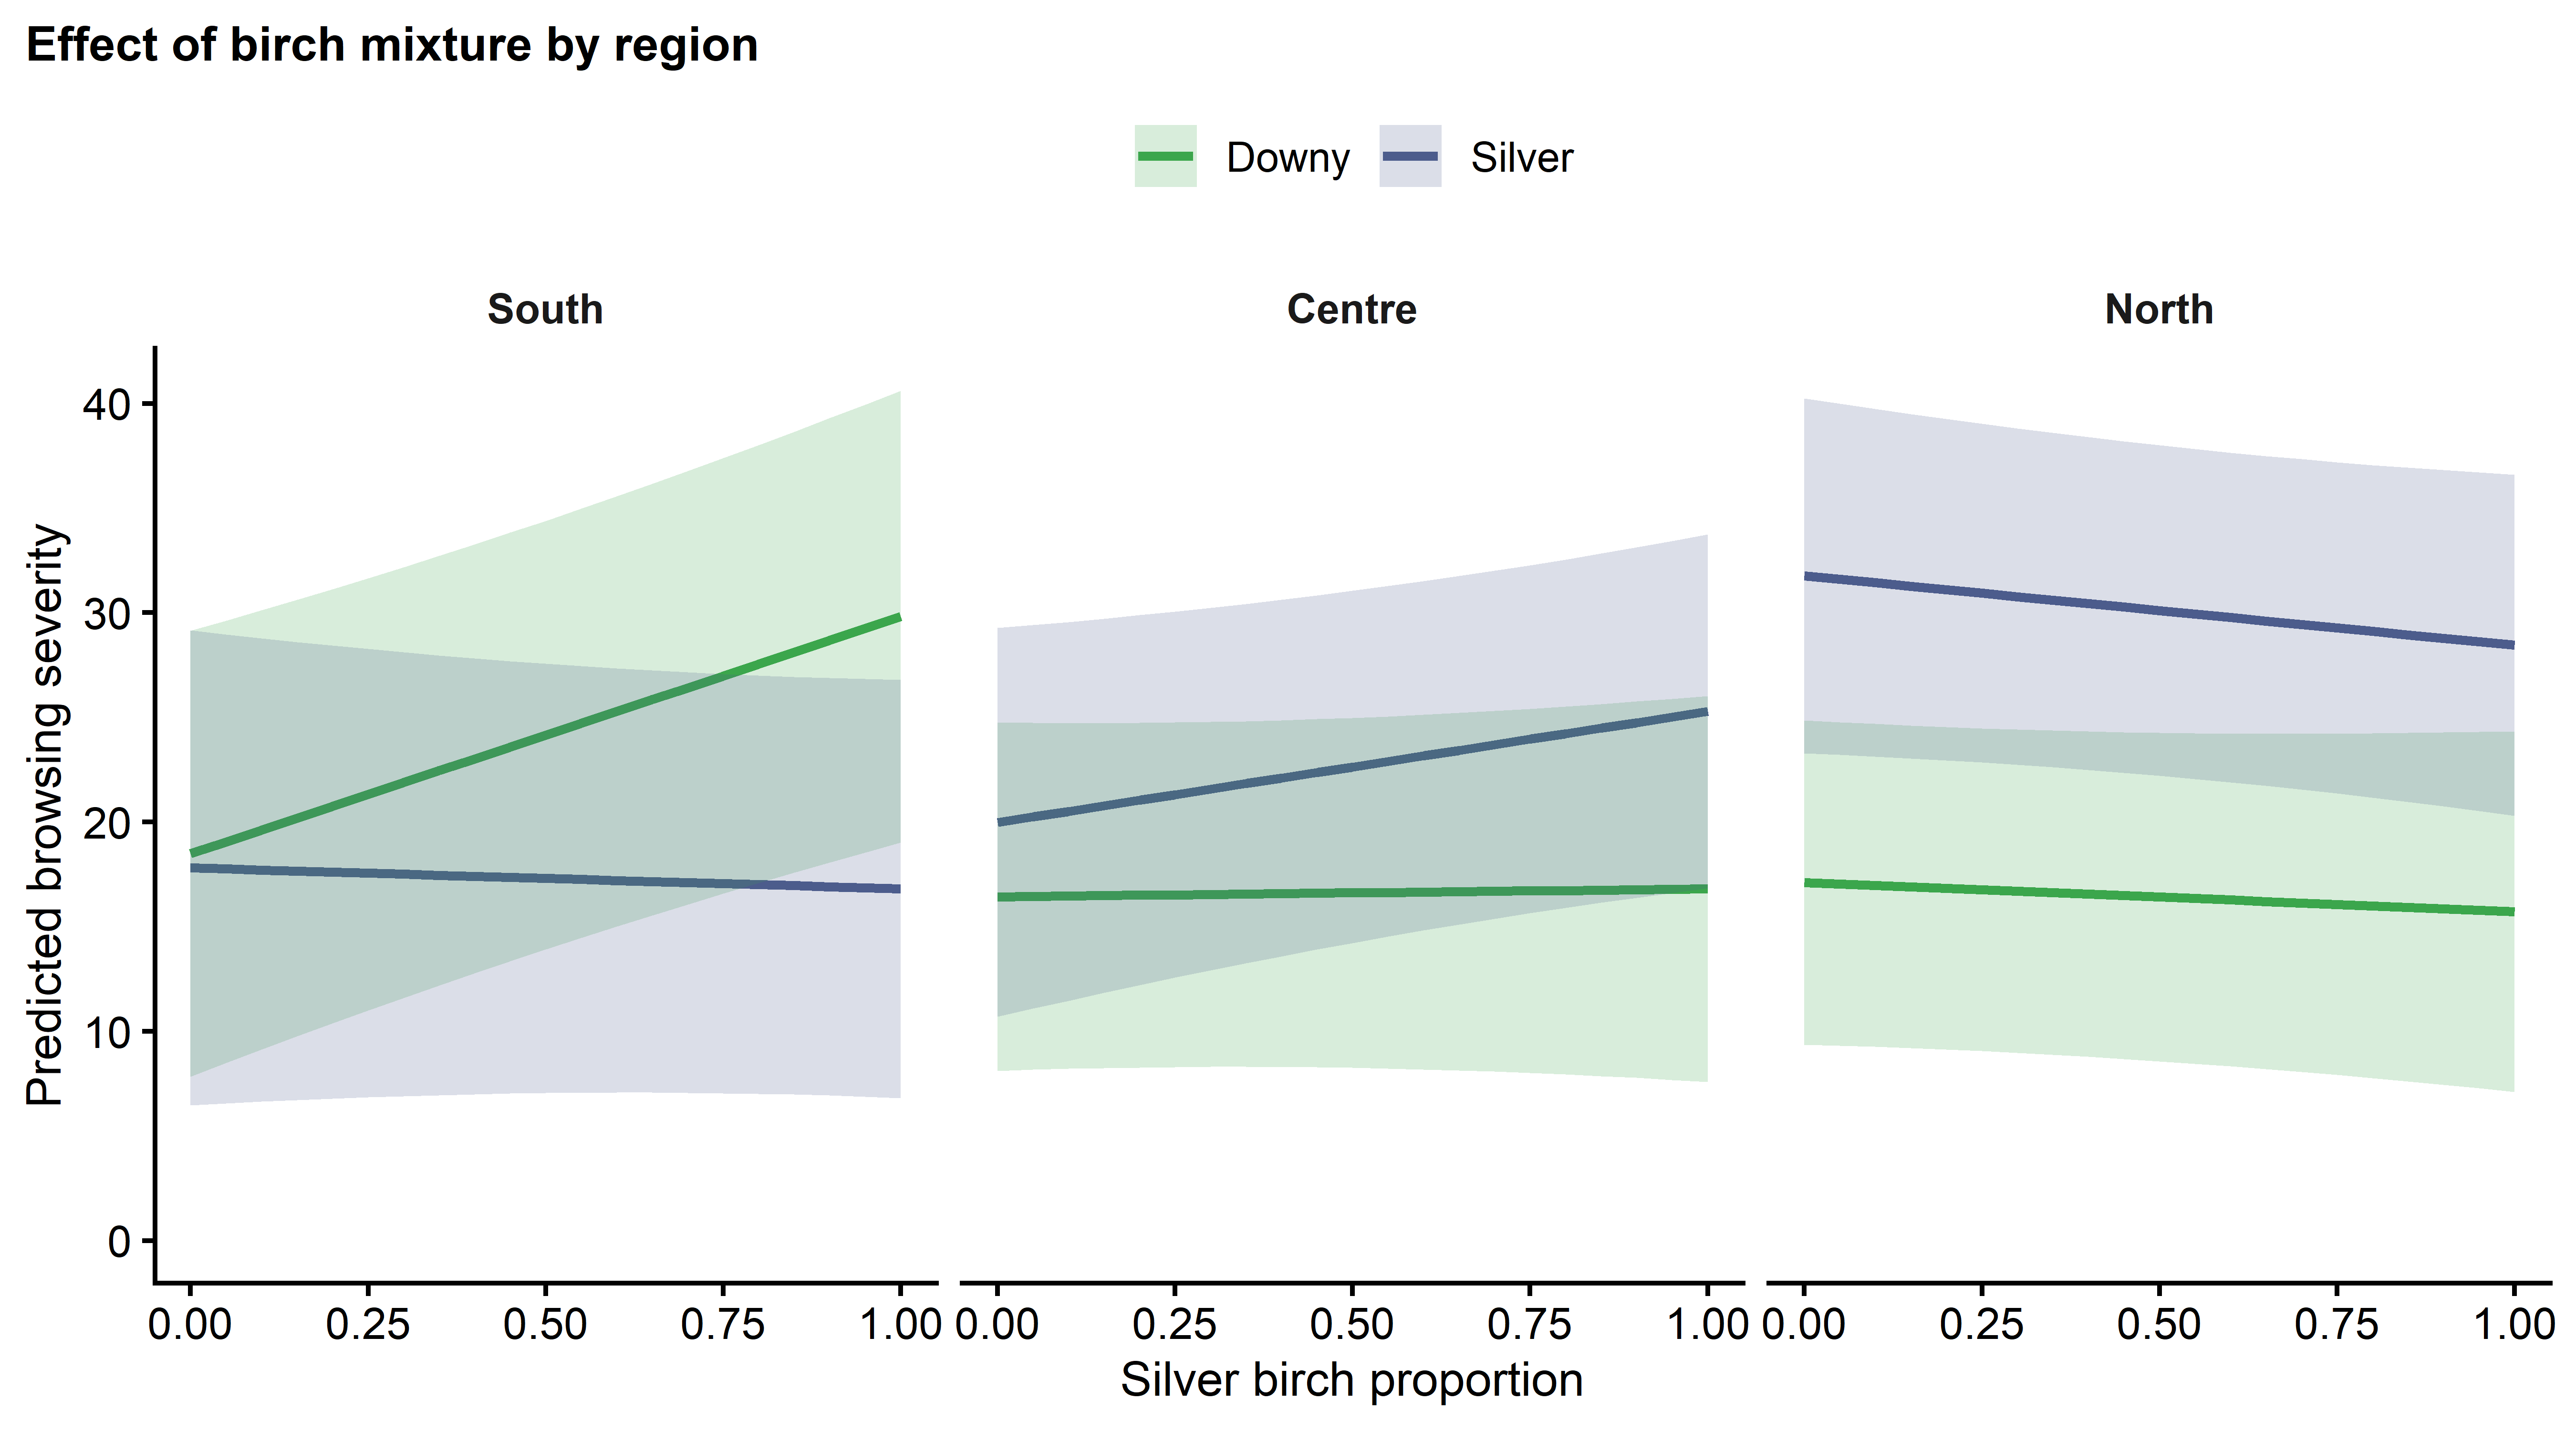 Effect of birch mixture by region
Downy Silver
South Centre North
Predicted browsing severity
40
30
20
10
0
0.00 0.25 0.50 0.75 1.00 0.00 0.25 0.50 0.75 1.00 0.00 0.25 0.50 0.75 1.00
Silver birch proportion